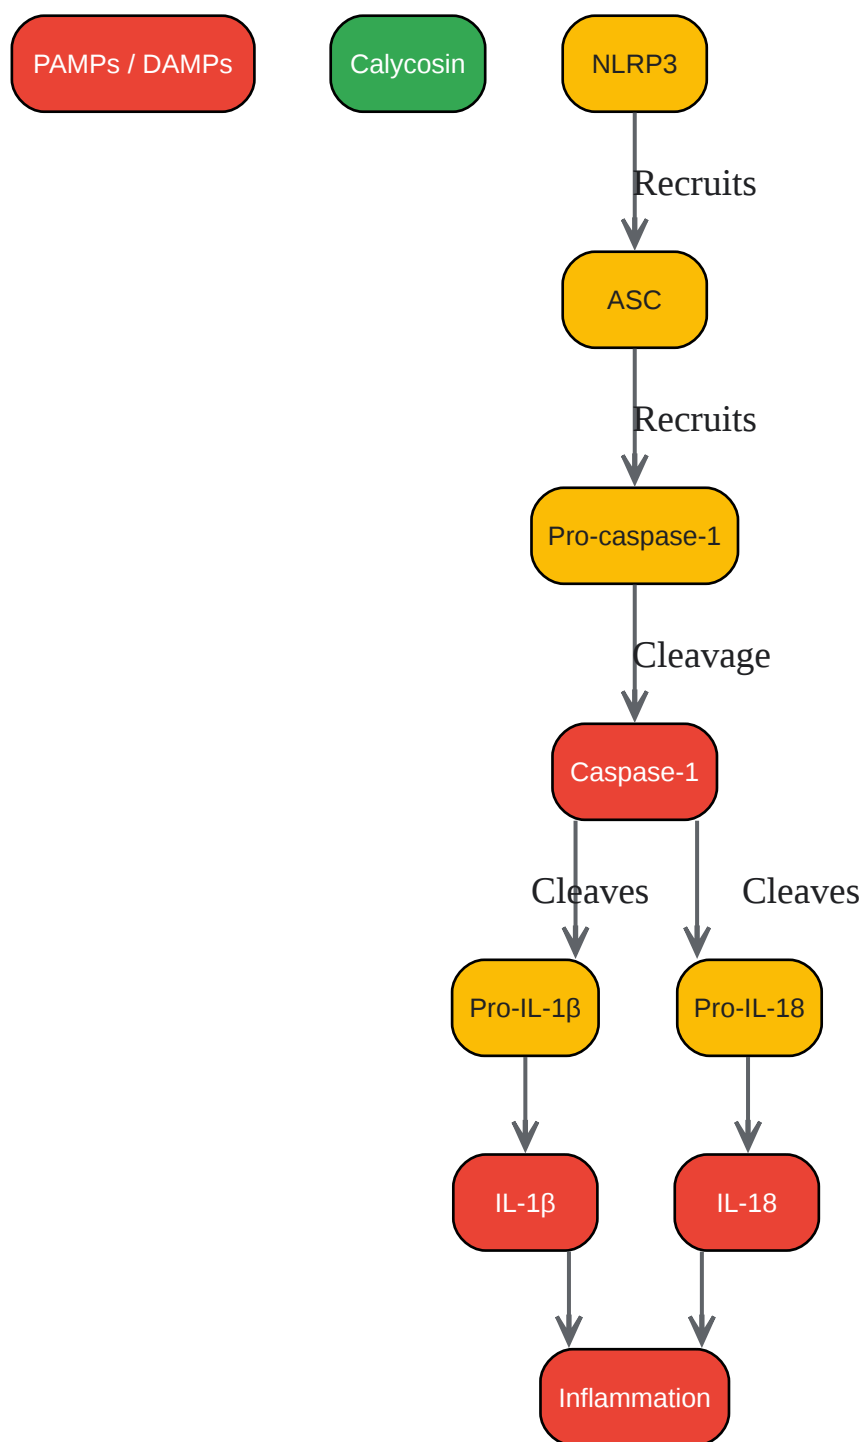 PAMPs / DAMPs
Calycosin
NLRP3
Recruits
ASC
Recruits
Pro-caspase-1
Cleavage
Caspase-1
Cleaves
Cleaves
Pro-IL-1β
Pro-IL-18
IL-1β
IL-18
Inflammation